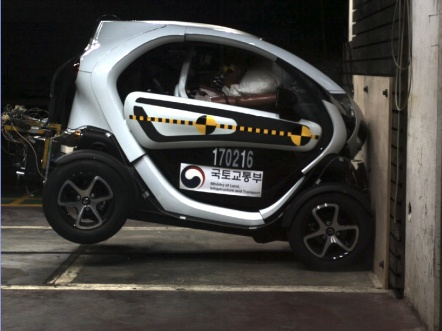 170216
국토교통부
Ministry of Land,
Infrastructure and Transport